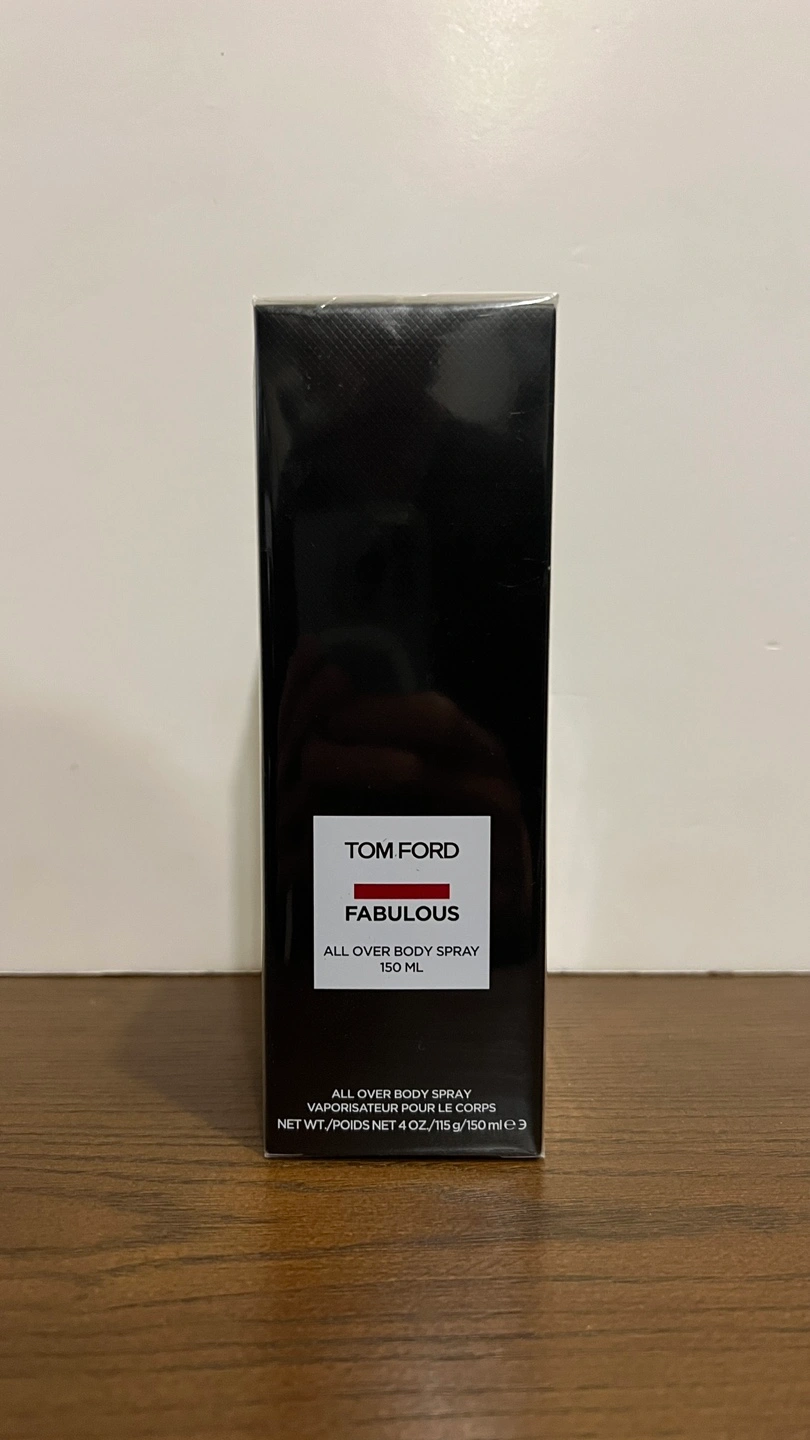 TOM FORD
FABULOUS
ALL OVER BODY SPRAY
150 ML
ALL OVER BODY SPRAY
VAPORISATEUR POUR LE CORPS
NET WT./POIDS NET 4 OZ./115 g/150 ml ℮ Э